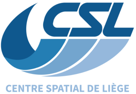 CSL
CENTRE SPATIAL DE LIÈGE